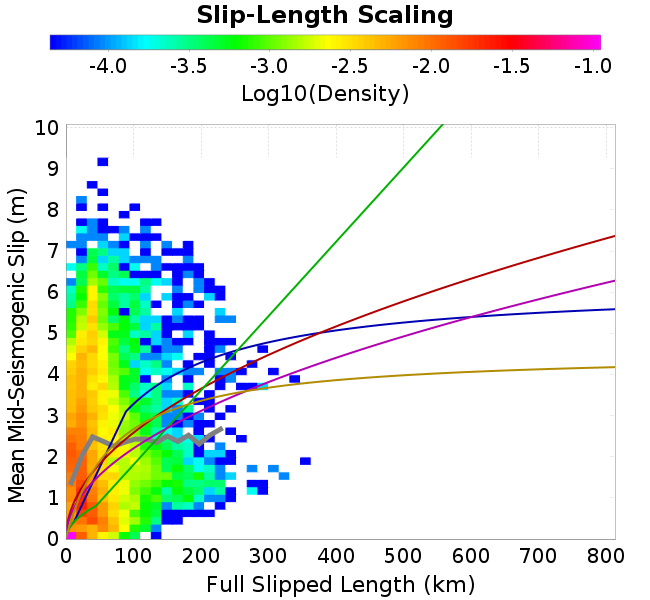 Slip-Length Scaling
-4.0 -3.5 -3.0 -2.5 -2.0 -1.5 -1.0
Log10(Density)
Mean Mid-Seismogenic Slip (m)
10
9
8
7
6
5
4
3
2
1
0
0 100 200 300 400 500 600 700 800
Full Slipped Length (km)